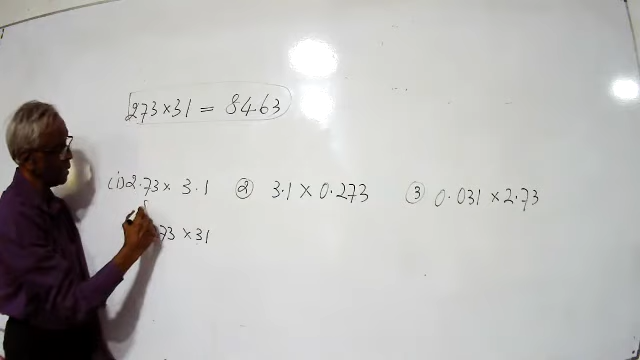 273 × 31 = 8463
(i) 2.73 × 3.1
② 3.1 × 0.273
③ 0.031 × 2.73
73 × 31